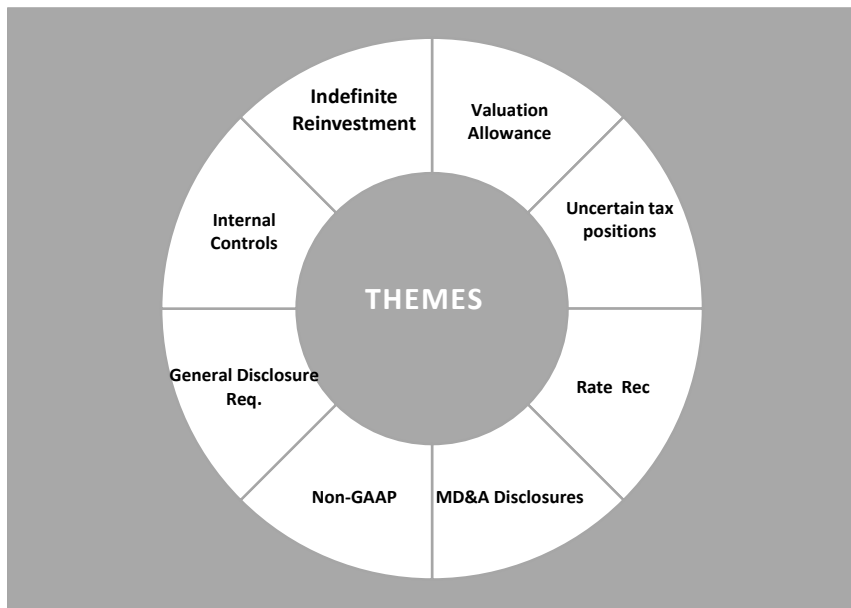 Indefinite
Reinvestment
Valuation
Allowance
Uncertain tax
positions
Internal
Controls
THEMES
General Disclosure
Req.
Rate Rec
Non-GAAP
MD&A Disclosures